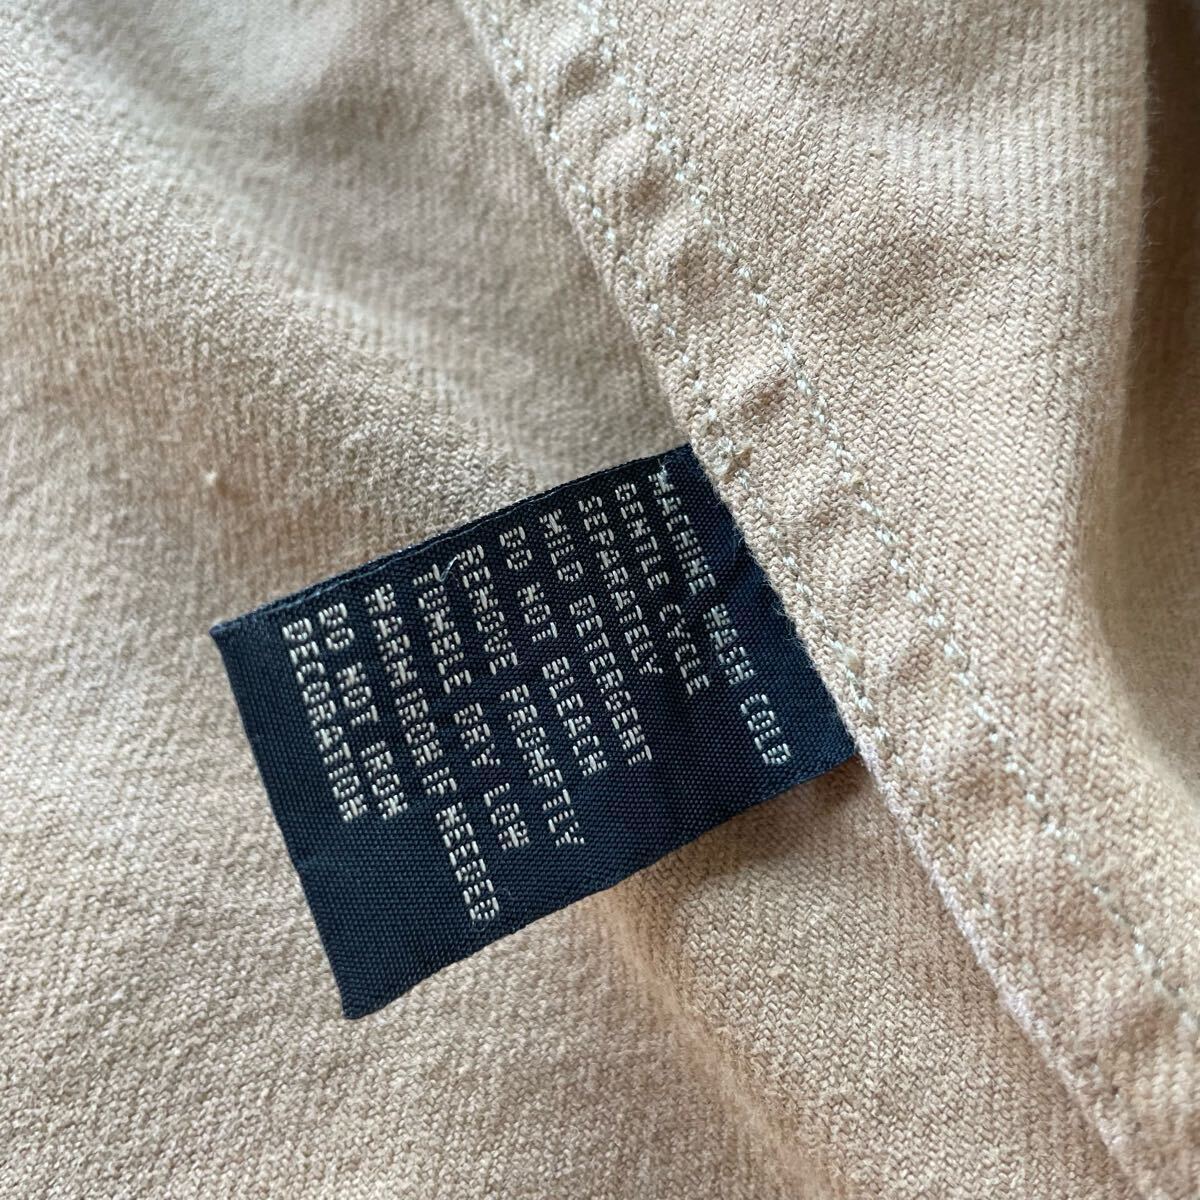 MACHINE WASH COLD
GENTLE CYCLE
SEPARATELY
MILD DETERGENT
DO NOT BLEACH
REMOVE PROMPTLY
TUMBLE DRY LOW
WARM IRON IF NEEDED
DO NOT IRON
DECORATION